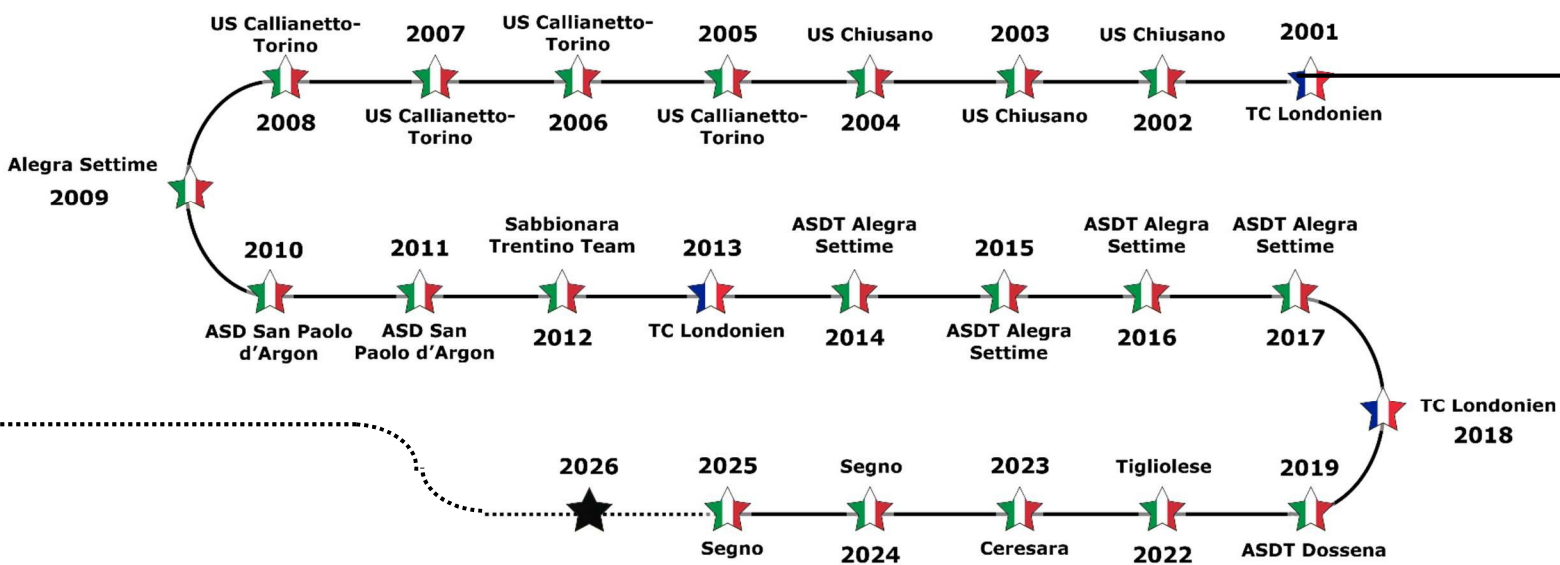 2001
TC Londonien
US Chiusano
2002
2003
US Chiusano
US Chiusano
2004
2005
US Callianetto-
Torino
US Callianetto-
Torino
2006
2007
US Callianetto-
Torino
US Callianetto-
Torino
2008
Alegra Settime
2009
2010
ASD San Paolo
d’Argon
2011
ASD San
Paolo d’Argon
Sabbionara
Trentino Team
2012
2013
TC Londonien
ASDT Alegra
Settime
2014
2015
ASDT Alegra
Settime
ASDT Alegra
Settime
2016
ASDT Alegra
Settime
2017
TC Londonien
2018
2019
ASDT Dossena
Tigliolese
2022
2023
Ceresara
Segno
2024
2025
Segno
2026